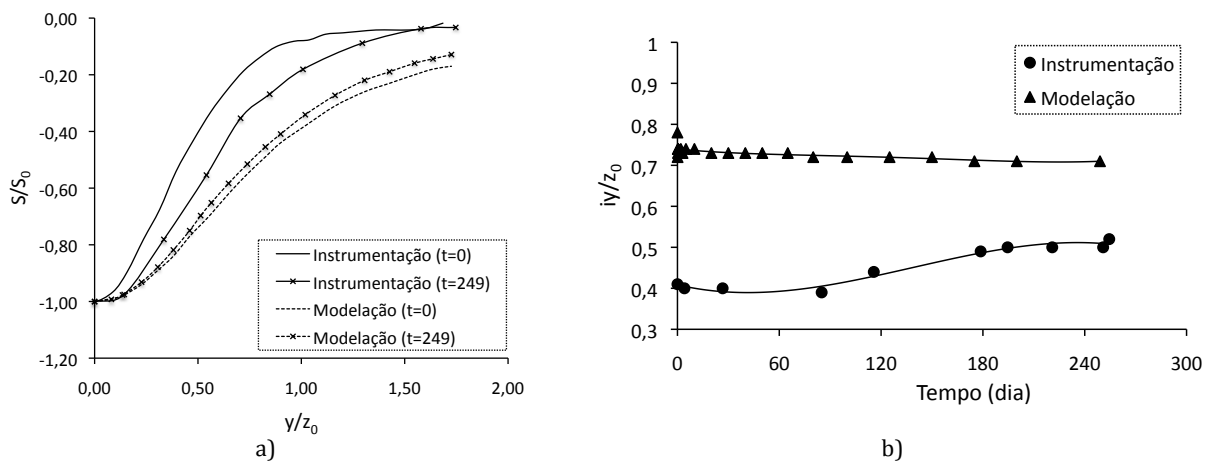 0,00
-0,20
-0,40
-0,60
-0,80
-1,00
-1,20
S/S0
0,00 0,50 1,00 1,50 2,00
y/z0
Instrumentação (t=0)
Instrumentação (t=249)
Modelação (t=0)
Modelação (t=249)
a)
1
0,9
0,8
0,7
0,6
0,5
0,4
0,3
iy/z0
0 60 120 180 240 300
Tempo (dia)
Instrumentação
Modelação
b)